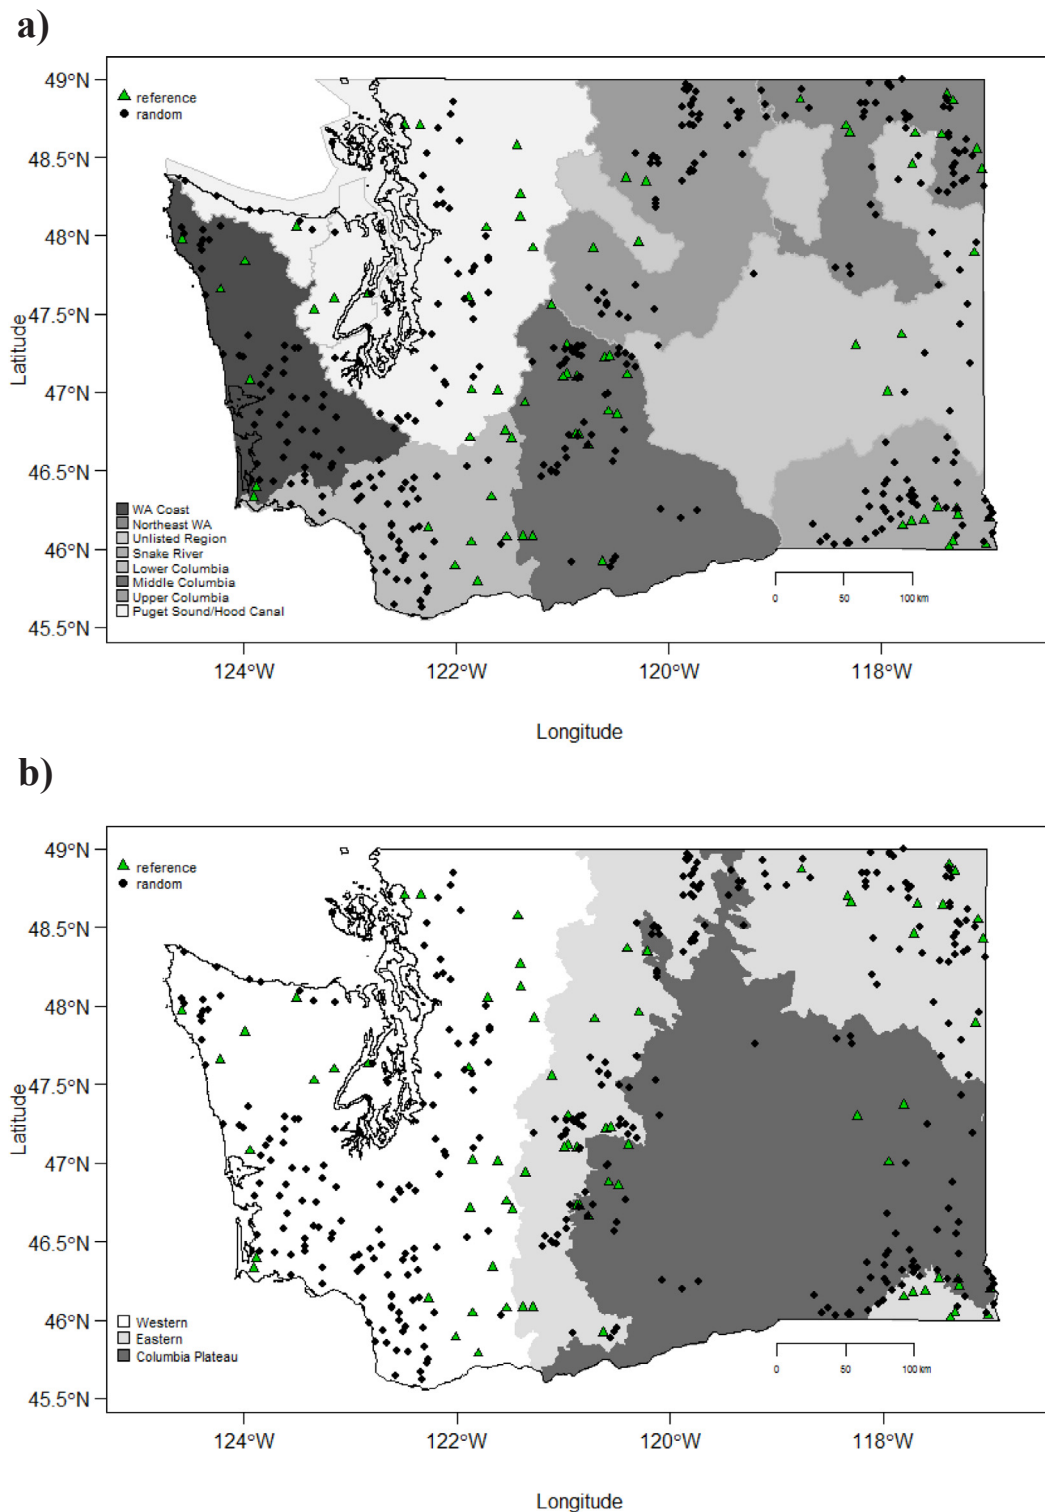 a)
49°N
48.5°N
48°N
47.5°N
47°N
46.5°N
46°N
45.5°N
Latitude
reference
random
WA Coast
Northeast WA
Unlisted Region
Snake River
Lower Columbia
Middle Columbia
Upper Columbia
Puget Sound/Hood Canal
0 50 100 km
124°W 122°W 120°W 118°W
Longitude
b)
49°N
48.5°N
48°N
47.5°N
47°N
46.5°N
46°N
45.5°N
Latitude
reference
random
Western
Eastern
Columbia Plateau
0 50 100 km
124°W 122°W 120°W 118°W
Longitude